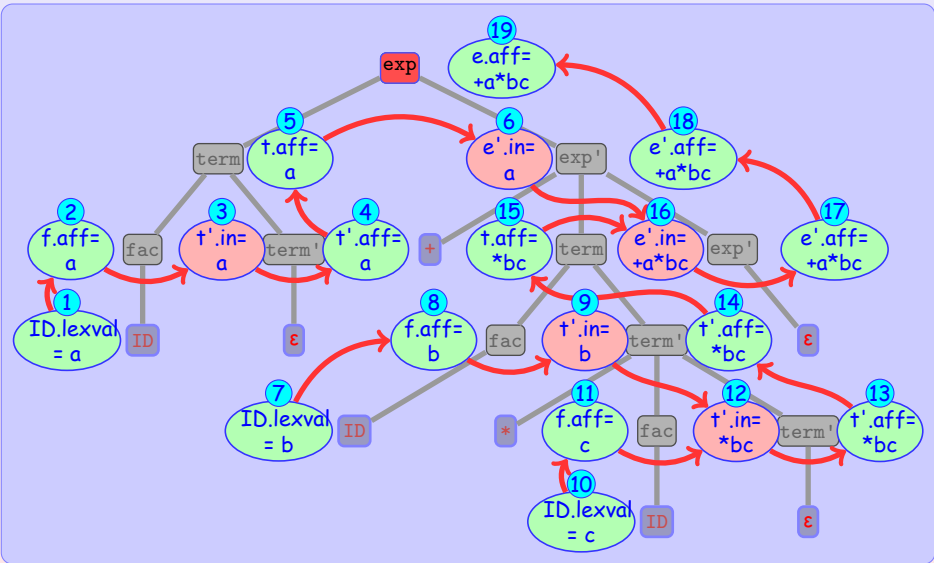 19
e.aff=
+a*bc
exp
5
t.aff=
a
6
e'.in=
a
18
e'.aff=
+a*bc
term
exp'
2
f.aff=
a
fac
3
t'.in=
a
term'
4
t'.aff=
a
+
15
t.aff=
*bc
term
16
e'.in=
+a*bc
exp'
17
e'.aff=
+a*bc
1
ID.lexval
= a
ID
ε
8
f.aff=
b
fac
9
t'.in=
b
term'
14
t'.aff=
*bc
ε
7
ID.lexval
= b
ID
*
11
f.aff=
c
fac
12
t'.in=
*bc
term'
13
t'.aff=
*bc
10
ID.lexval
= c
ID
ε